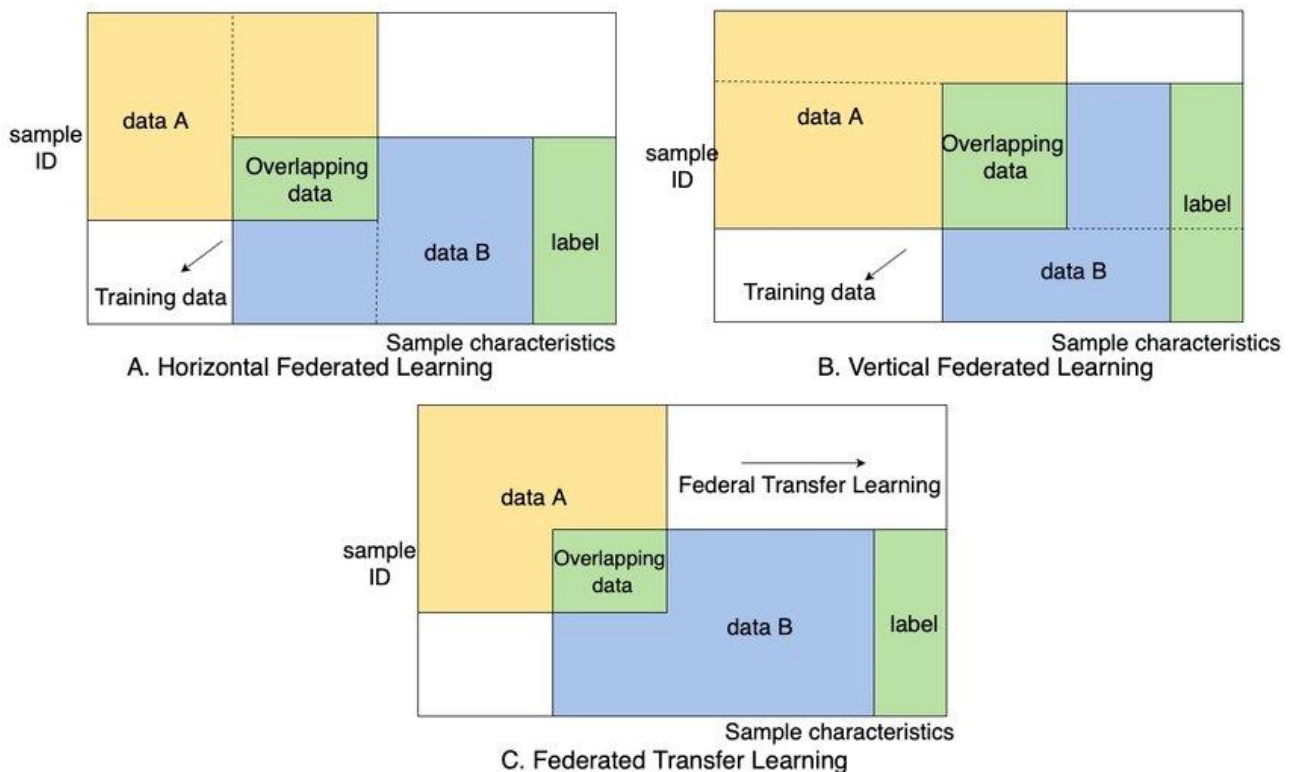 data A
sample
ID
Overlapping
data
data B
label
Training data
Sample characteristics
A. Horizontal Federated Learning
data A
sample
ID
Overlapping
data
label
data B
Training data
Sample characteristics
B. Vertical Federated Learning
Federal Transfer Learning
data A
sample
ID
Overlapping
data
data B
label
Sample characteristics
C. Federated Transfer Learning